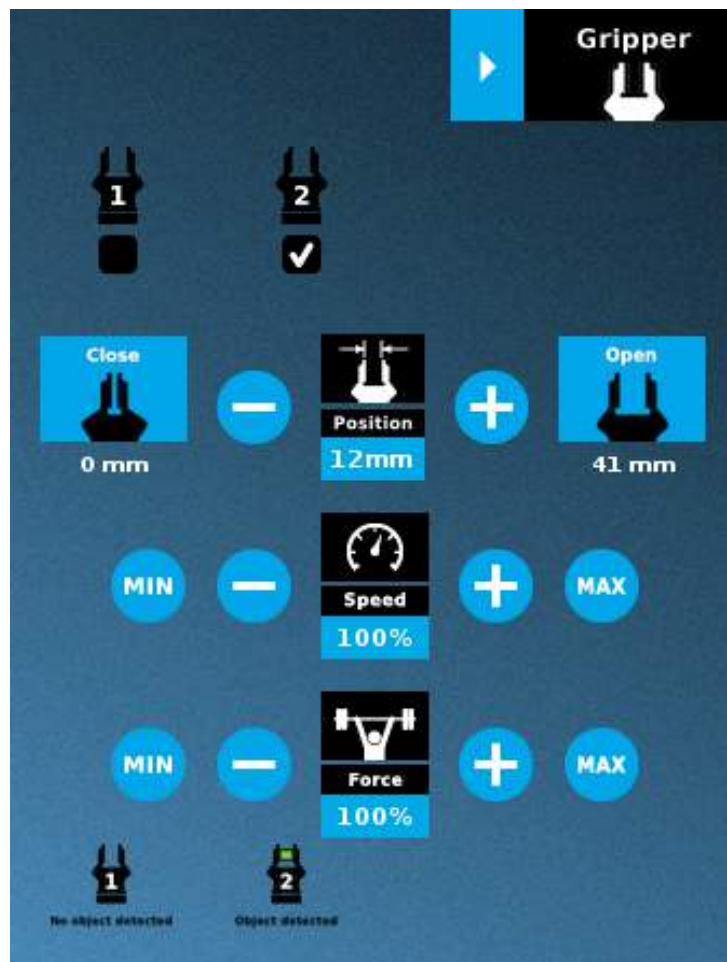 Gripper
1
2
Close
Open
Position
0 mm
12mm
41 mm
MIN
Speed
MAX
100%
MIN
Force
MAX
100%
1
2
No object detected
Object detected